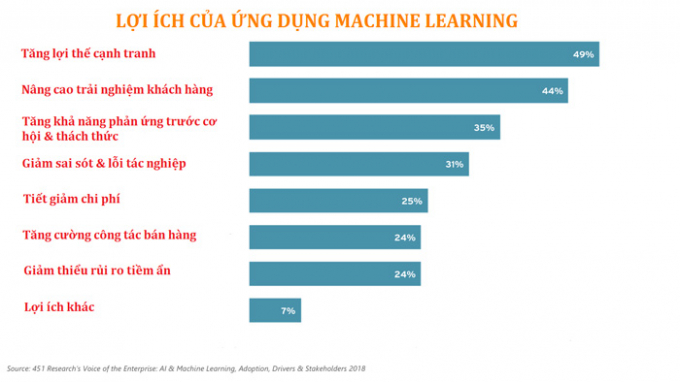 LỢI ÍCH CỦA ỨNG DỤNG MACHINE LEARNING
Tăng lợi thế cạnh tranh
49%
Nâng cao trải nghiệm khách hàng
44%
Tăng khả năng phản ứng trước cơ
hội & thách thức
35%
Giảm sai sót & lỗi tác nghiệp
31%
Tiết giảm chi phí
25%
Tăng cường công tác bán hàng
24%
Giảm thiểu rủi ro tiềm ẩn
24%
Lợi ích khác
7%
Source: 451 Research's Voice of the Enterprise: AI & Machine Learning, Adoption, Drivers & Stakeholders 2018